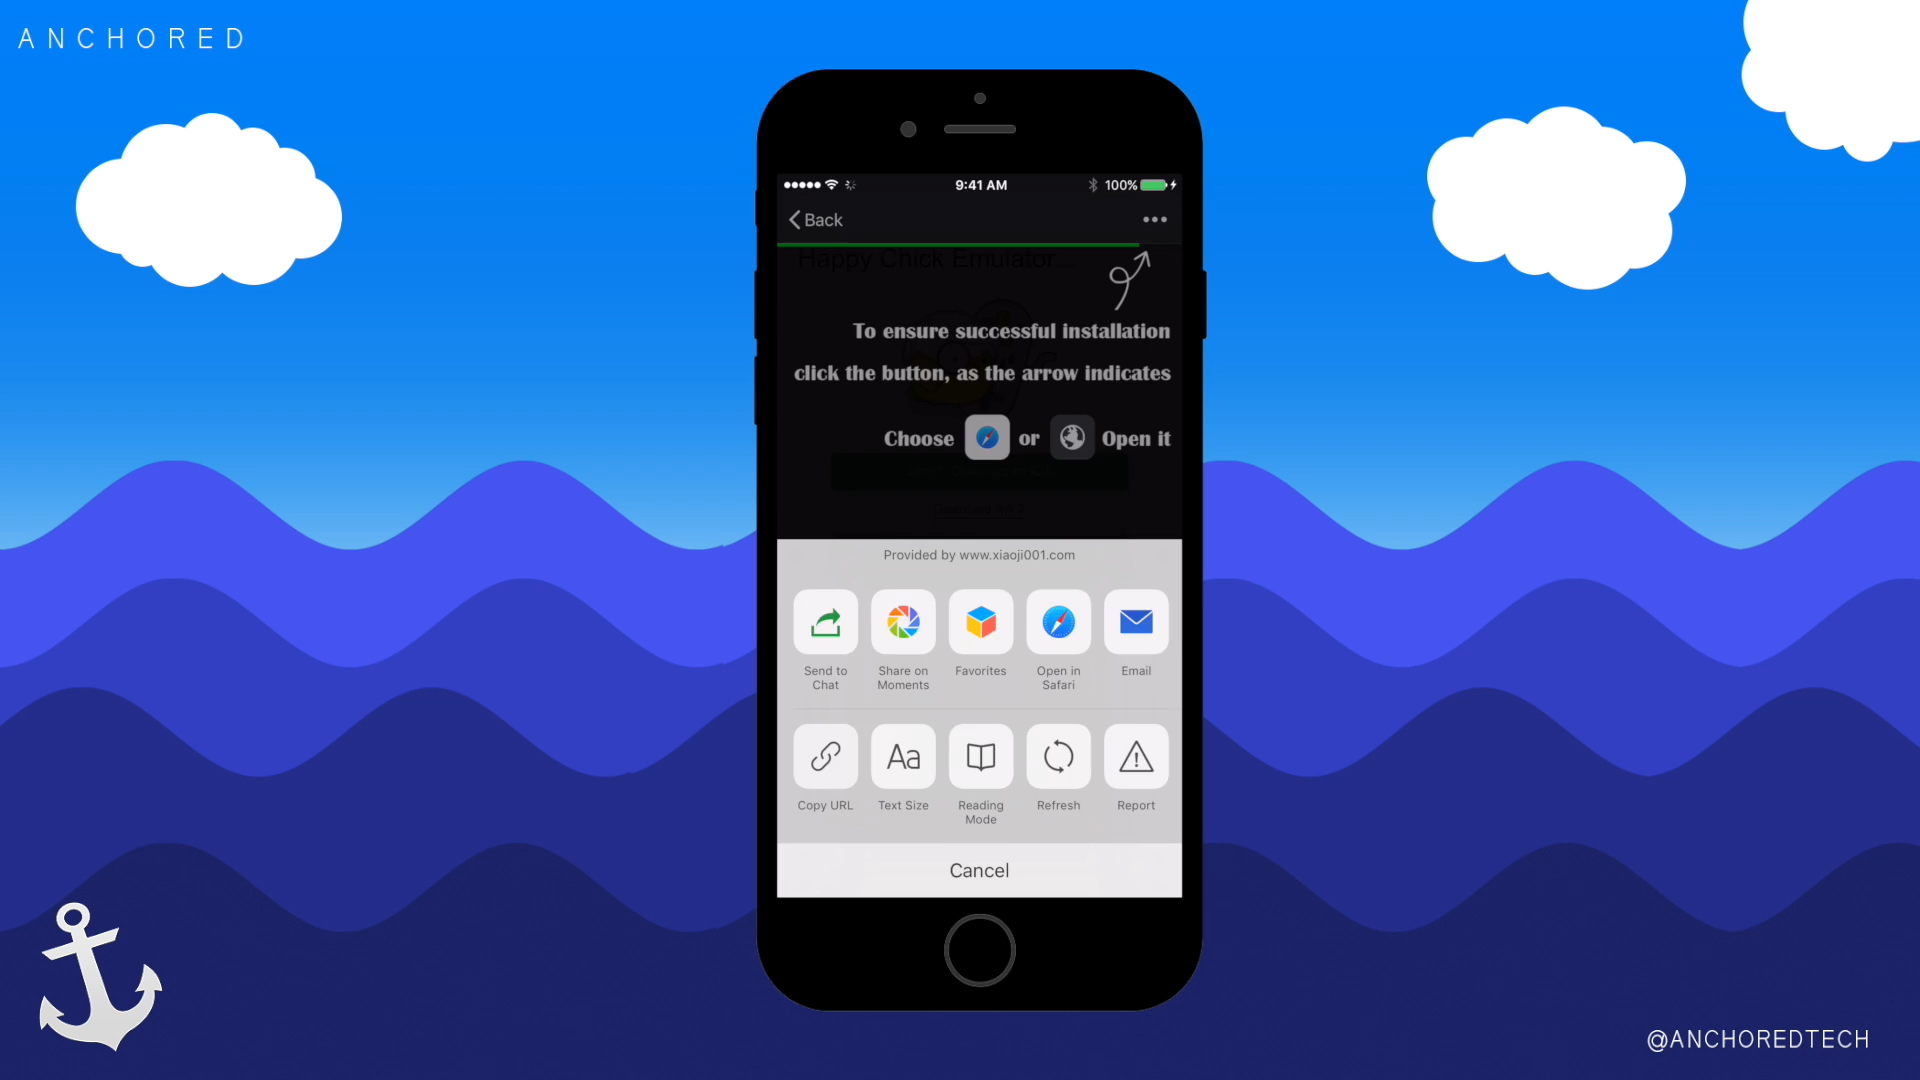 ANCHORED
9:41 AM
100%
Back
Happy Chick Emulator...
To ensure successful installation
click the button, as the arrow indicates
Choose or Open it
Provided by www.xiaoji001.com
Send to Chat
Share on Moments
Favorites
Open in Safari
Email
Copy URL
Text Size
Reading Mode
Refresh
Report
Cancel
@ANCHOREDTECH